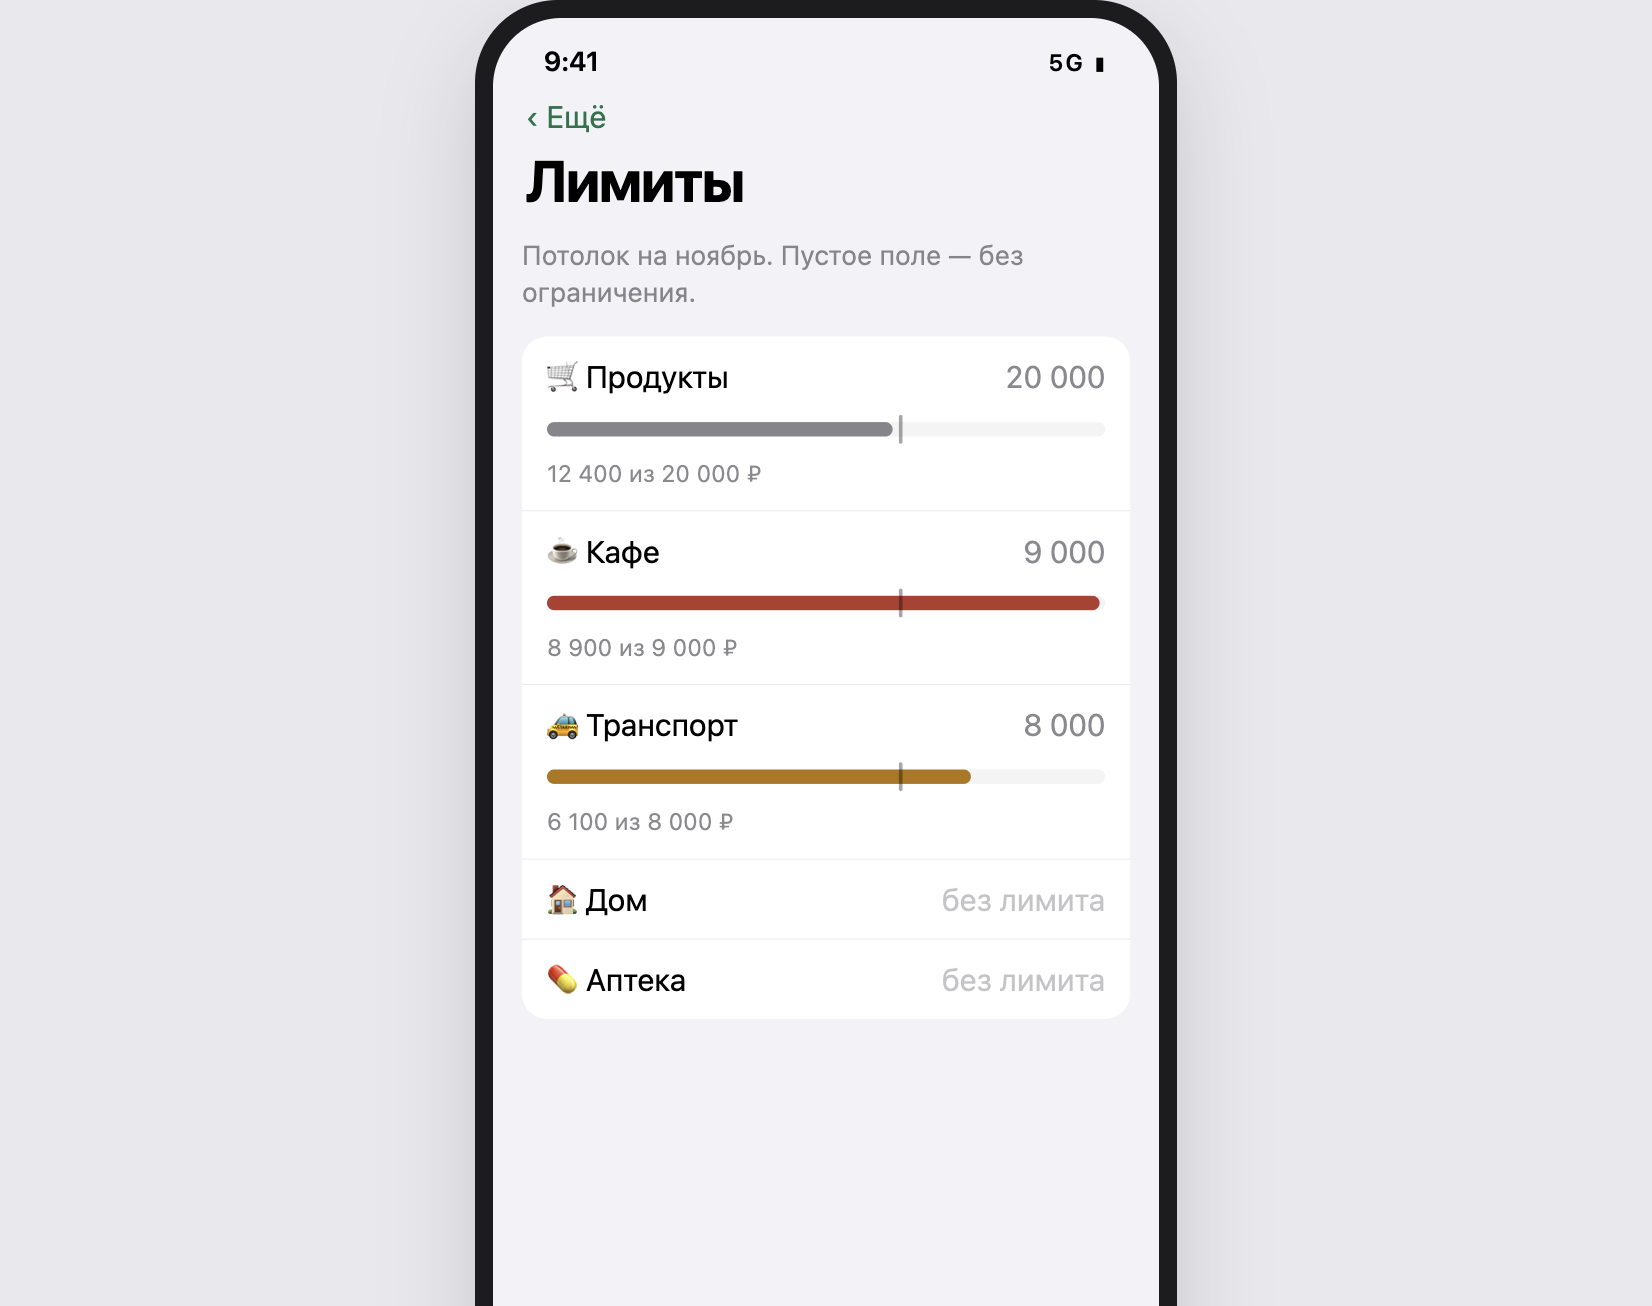 9:41 5G
‹ Ещё
Лимиты
Потолок на ноябрь. Пустое поле — без
ограничения.
Продукты 20 000
12 400 из 20 000 ₽
Кафе 9 000
8 900 из 9 000 ₽
Транспорт 8 000
6 100 из 8 000 ₽
Дом без лимита
Аптека без лимита